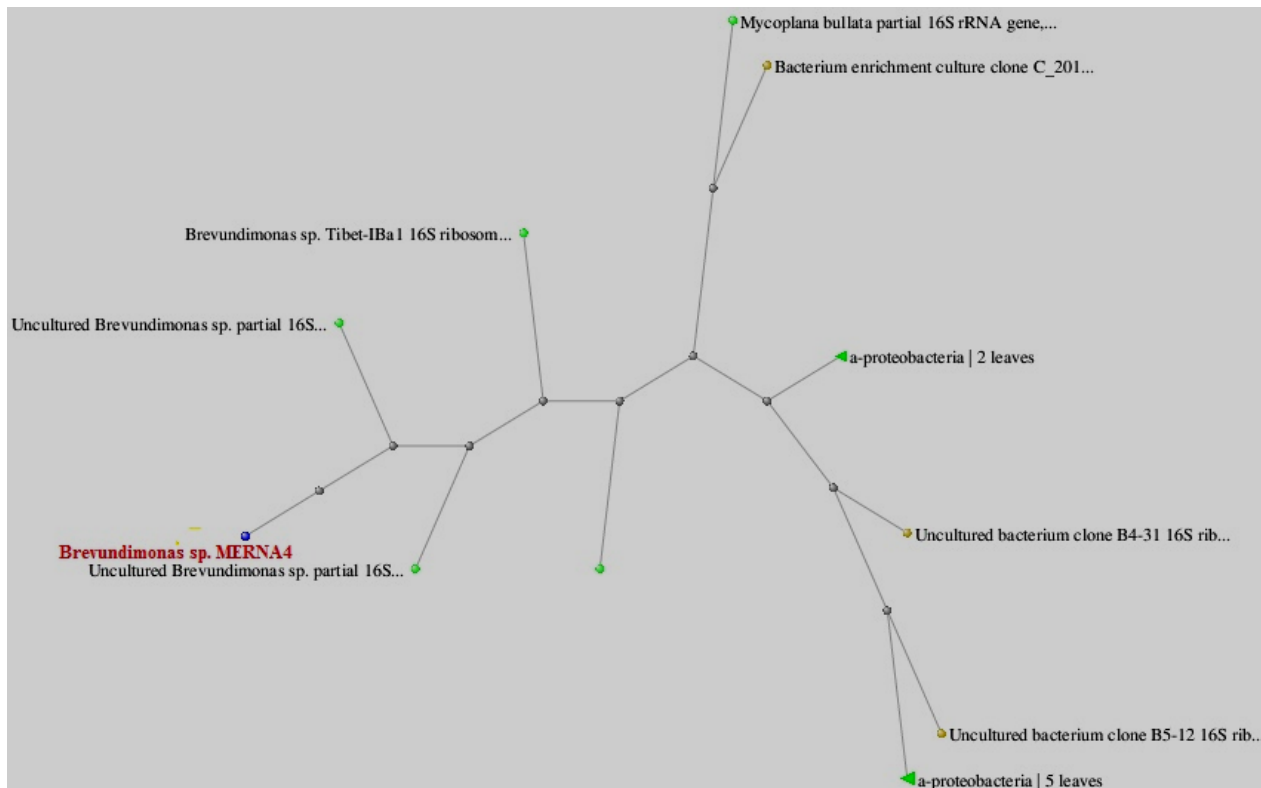 Mycoplana bullata partial 16S rRNA gene,...
Bacterium enrichment culture clone C_201...
Brevundimonas sp. Tibet-IBa1 16S ribosom...
Uncultured Brevundimonas sp. partial 16S...
a-proteobacteria | 2 leaves
Uncultured bacterium clone B4-31 16S rib...
Brevundimonas sp. MERNA4
Uncultured Brevundimonas sp. partial 16S...
Uncultured bacterium clone B5-12 16S rib...
a-proteobacteria | 5 leaves